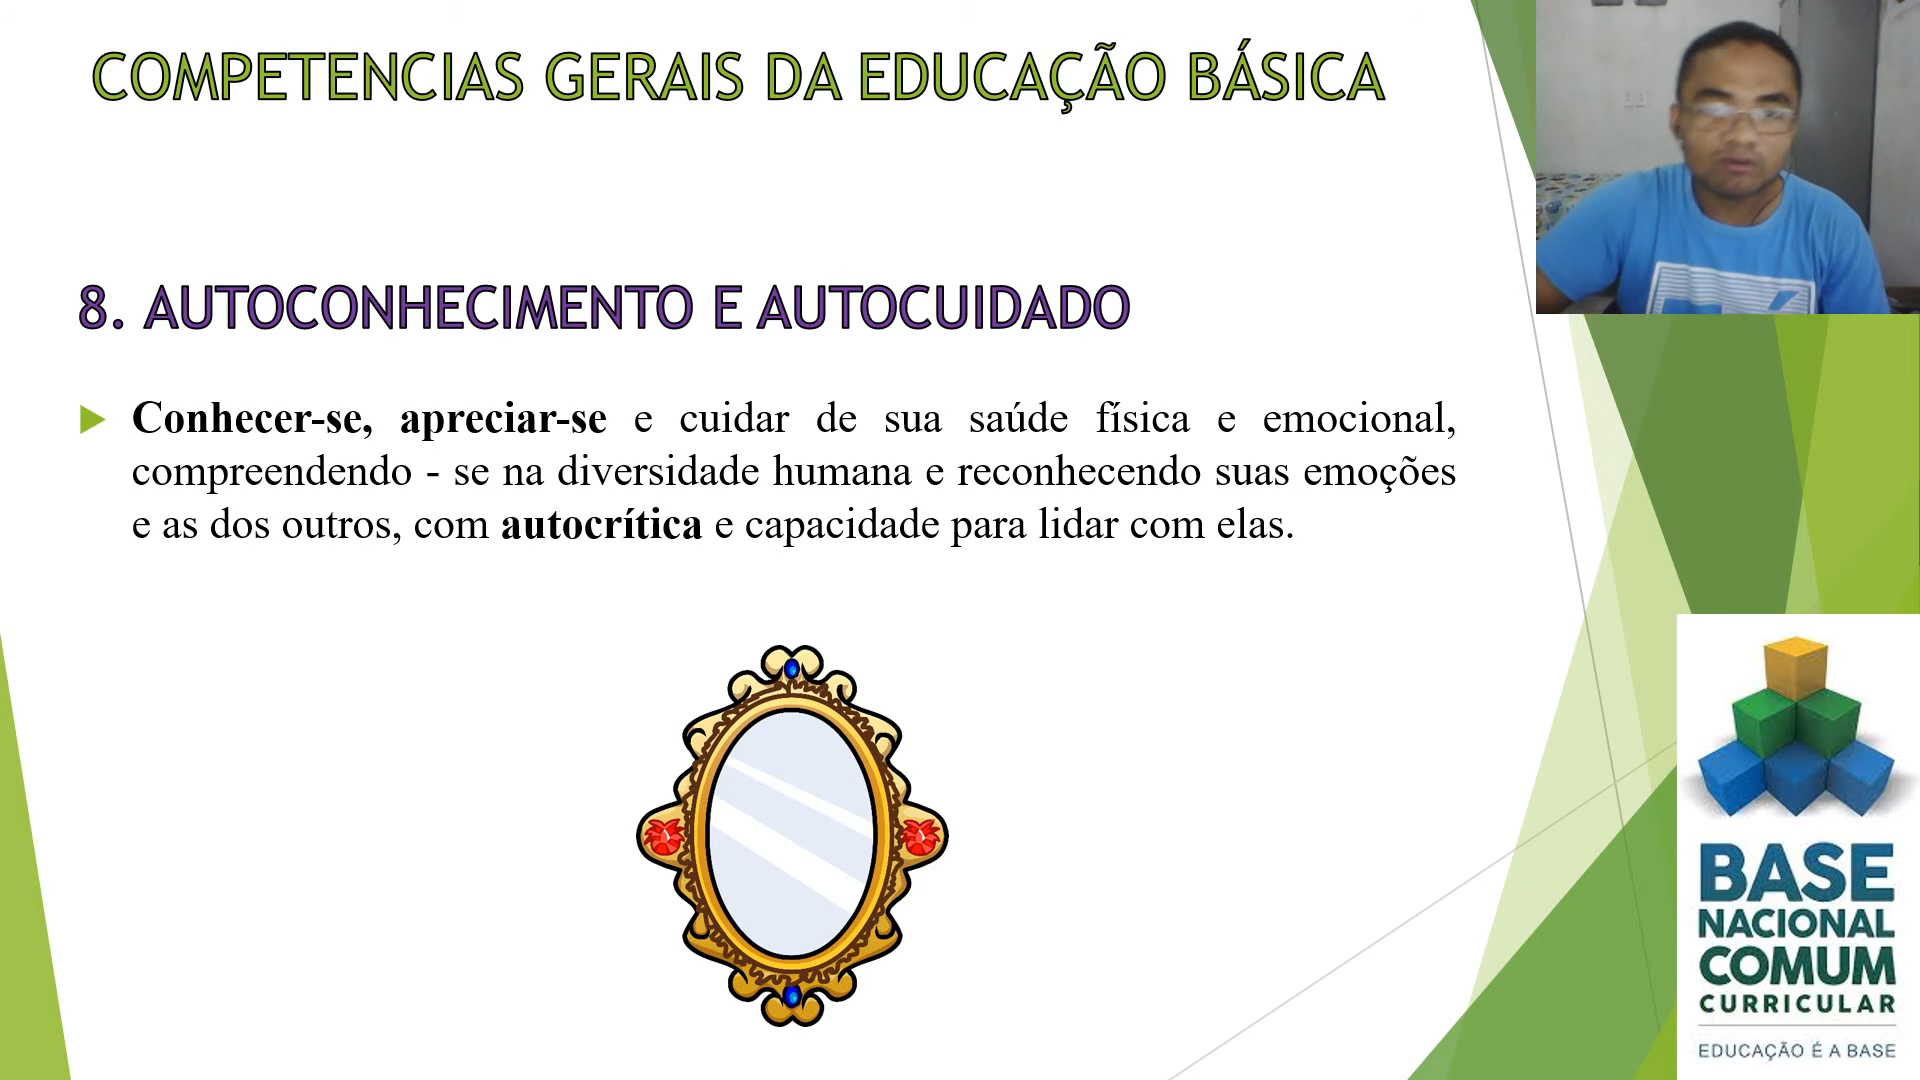 COMPETENCIAS GERAIS DA EDUCAÇÃO BÁSICA
8. AUTOCONHECIMENTO E AUTOCUIDADO
Conhecer-se, apreciar-se e cuidar de sua saúde física e emocional,
compreendendo - se na diversidade humana e reconhecendo suas emoções
e as dos outros, com autocrítica e capacidade para lidar com elas.
BASE
NACIONAL
COMUM
CURRICULAR
EDUCAÇÃO É A BASE